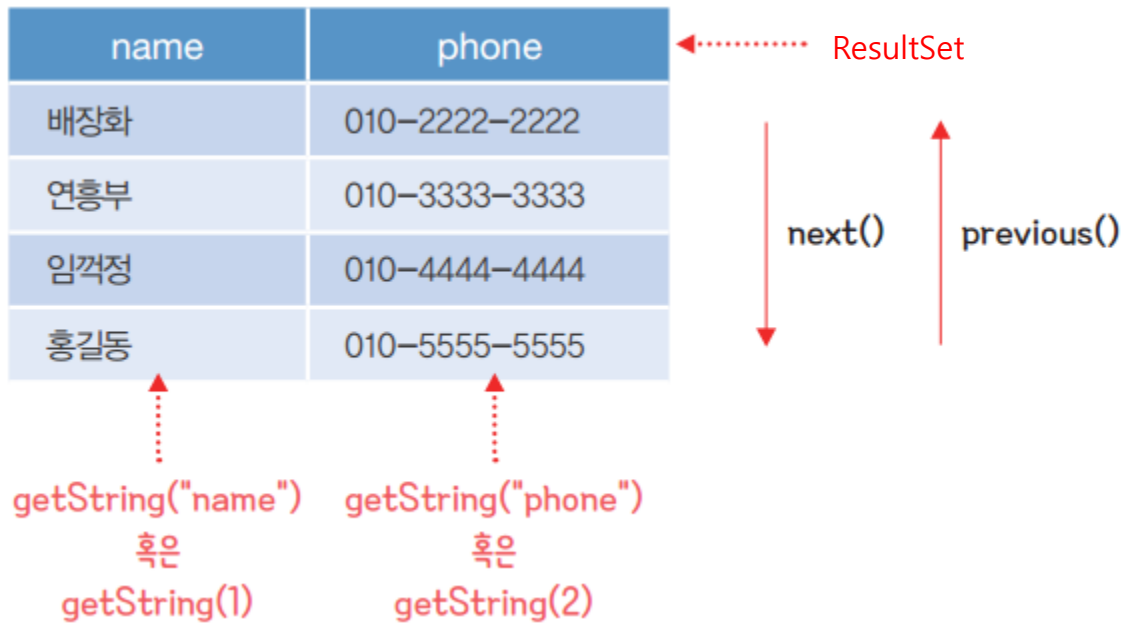 name phone
ResultSet
배장화 010-2222-2222
연흥부 010-3333-3333
임꺽정 010-4444-4444
홍길동 010-5555-5555
next()
previous()
getString("name")
혹은
getString(1)
getString("phone")
혹은
getString(2)